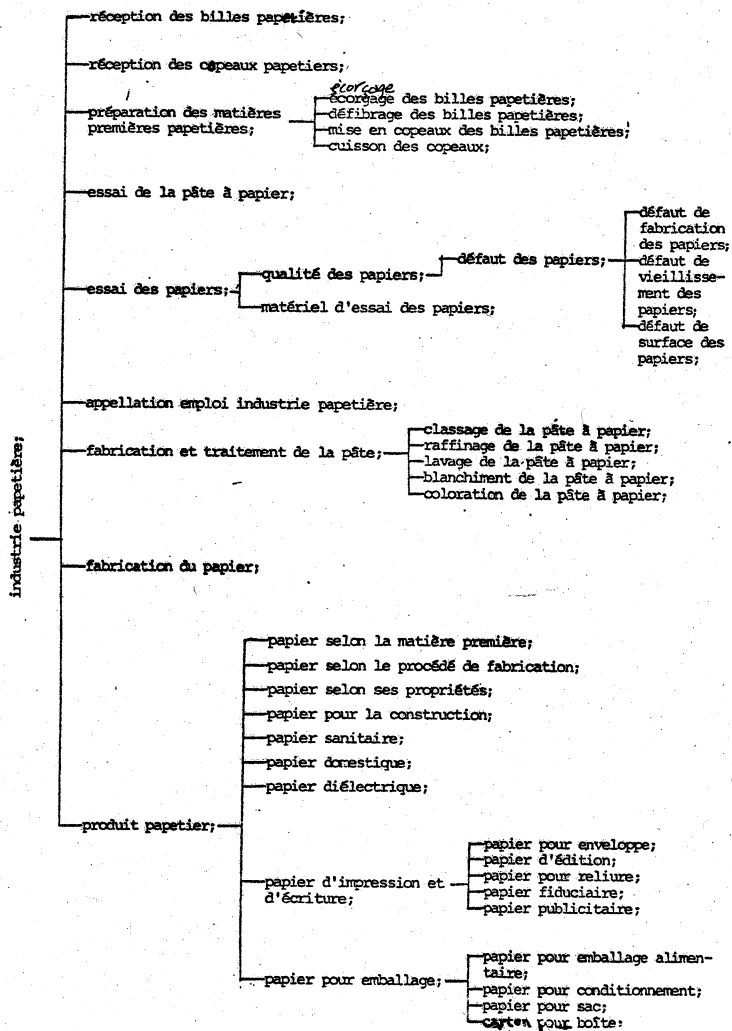 réception des billes papetières;
réception des copeaux papetiers;
préparation des matières
premières papetières;
écorçage
écorçage des billes papetières;
défibrage des billes papetières;
mise en copeaux des billes papetières;
cuisson des copeaux;
essai de la pâte à papier;
essai des papiers;
qualité des papiers;
matériel d'essai des papiers;
défaut des papiers;
défaut de
fabrication
des papiers;
défaut de
vieillisse-
ment des
papiers;
défaut de
surface des
papiers;
appellation emploi industrie papetière;
fabrication et traitement de la pâte;
classage de la pâte à papier;
raffinage de la pâte à papier;
lavage de la pâte à papier;
blanchiment de la pâte à papier;
coloration de la pâte à papier;
industrie papetière;
fabrication du papier;
produit papetier;
papier selon la matière première;
papier selon le procédé de fabrication;
papier selon ses propriétés;
papier pour la construction;
papier sanitaire;
papier domestique;
papier diélectrique;
papier d'impression et
d'écriture;
papier pour enveloppe;
papier d'édition;
papier pour reliure;
papier fiduciaire;
papier publicitaire;
papier pour emballage;
papier pour emballage alimen-
taire;
papier pour conditionnement;
papier pour sac;
carton pour boîte;